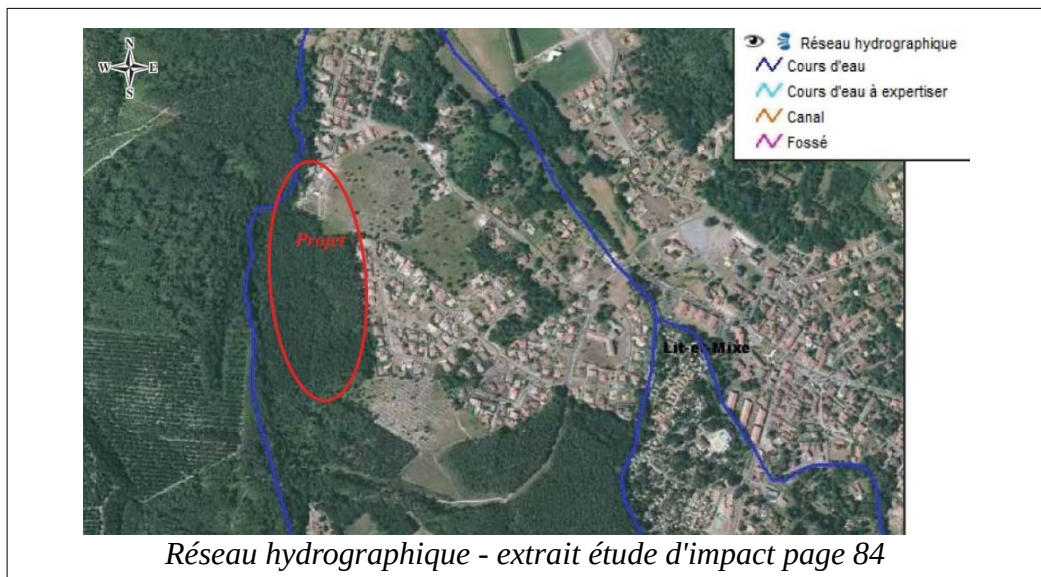 N
W E
S
Réseau hydrographique
Cours d'eau
Cours d'eau à expertiser
Canal
Fossé
Projet
Lit-et-Mixe
Réseau hydrographique - extrait étude d'impact page 84